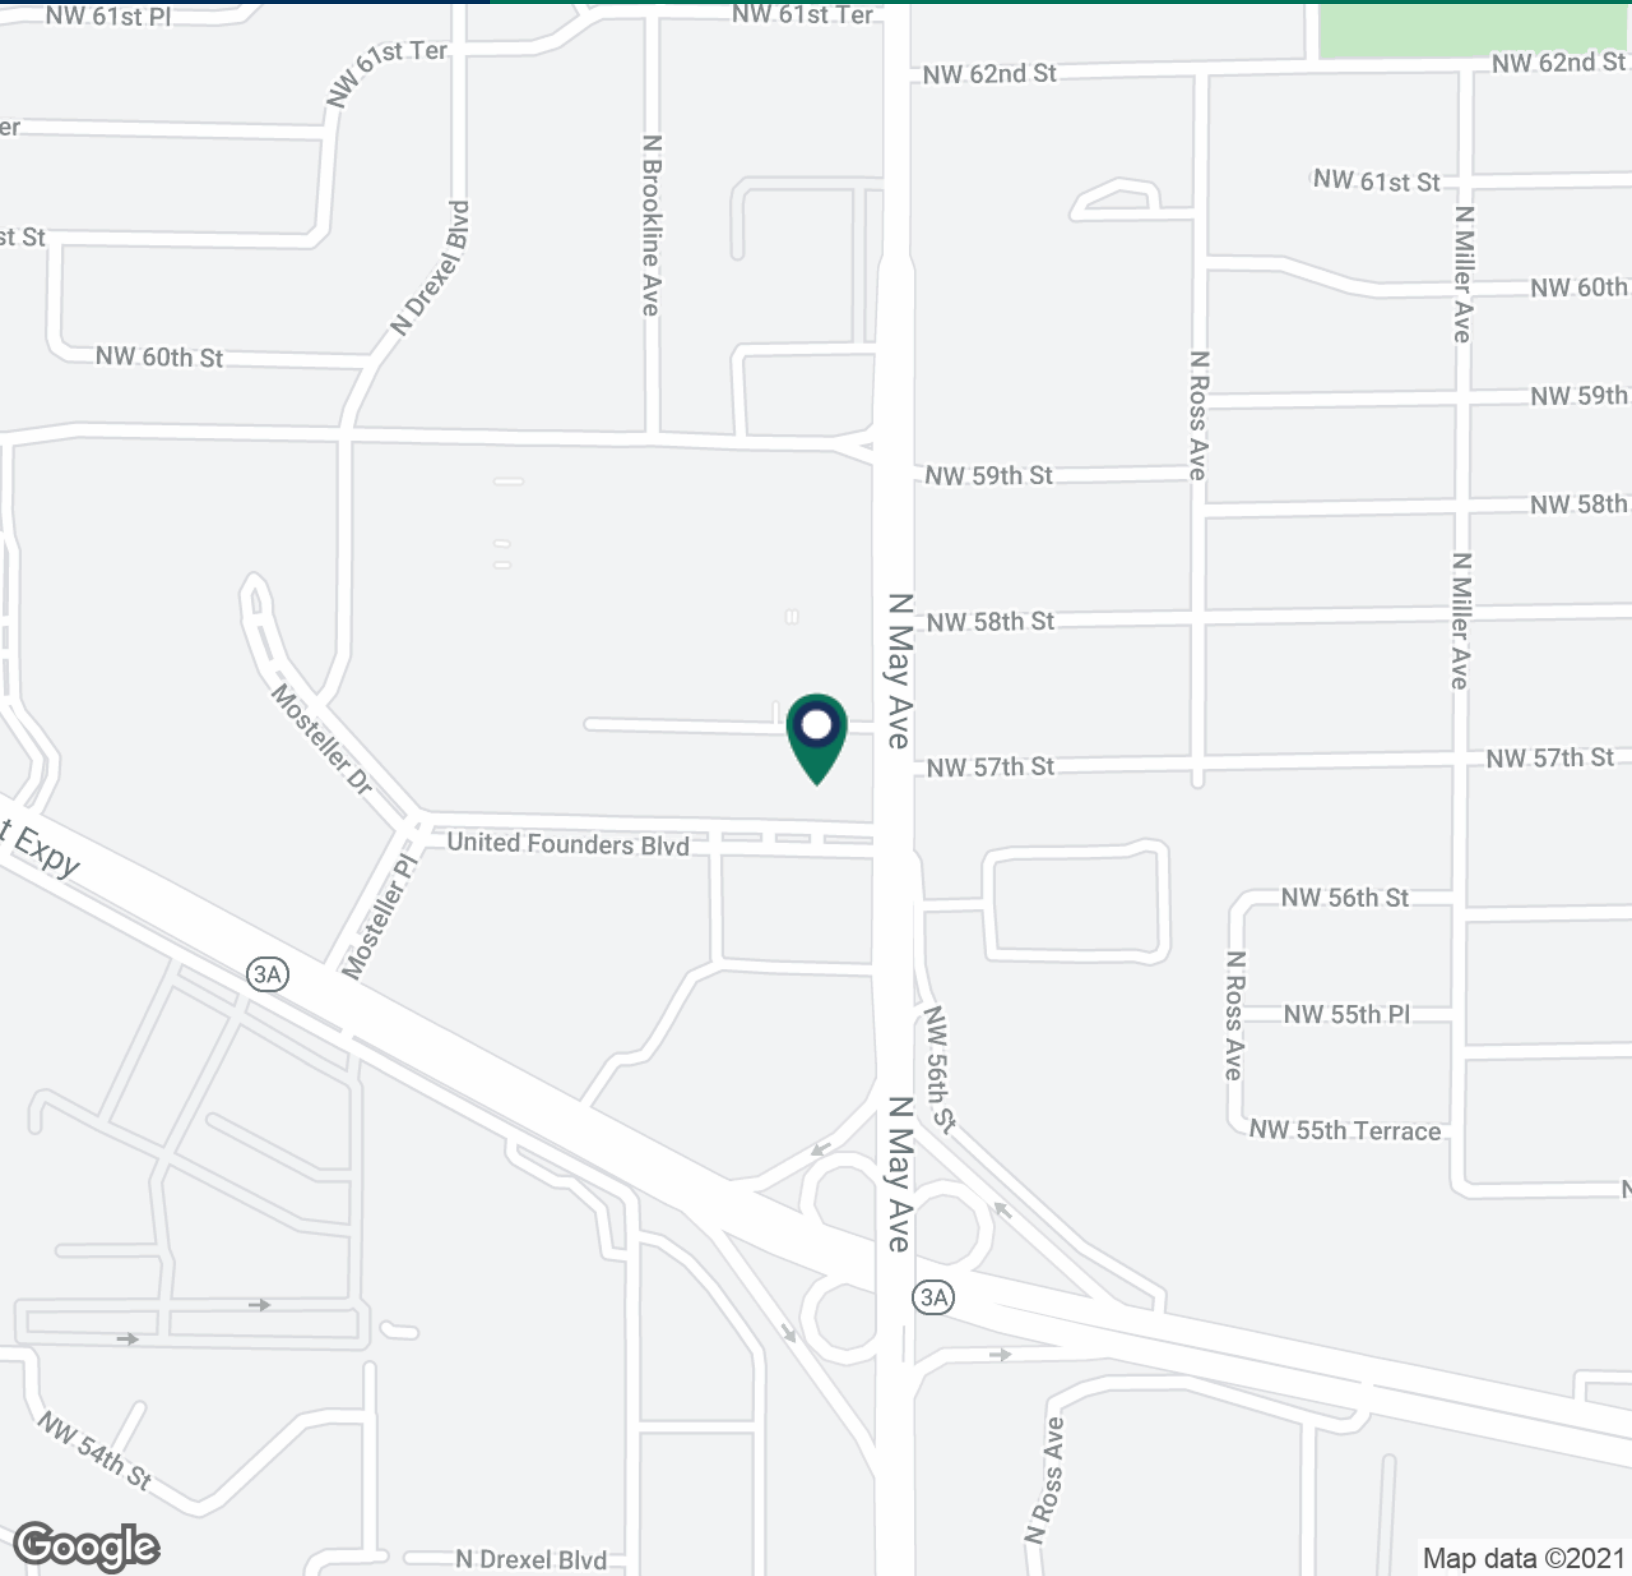 NW 61st Pl
NW 61st Ter
NW 61st Ter
NW 62nd St
NW 62nd St
er
N Brookline Ave
NW 61st St
N Drexel Blvd
st St
N Miller Ave
NW 60th
NW 60th St
N Ross Ave
NW 59th
NW 59th St
NW 58th
N May Ave
NW 58th St
N Miller Ave
Mosteller Dr
NW 57th St
NW 57th St
t Expy
United Founders Blvd
Mosteller Pl
NW 56th St
3A
N Ross Ave
NW 55th Pl
NW 56th St
N May Ave
NW 55th Terrace
N
3A
NW 54th St
N Ross Ave
Google
N Drexel Blvd
Map data ©2021